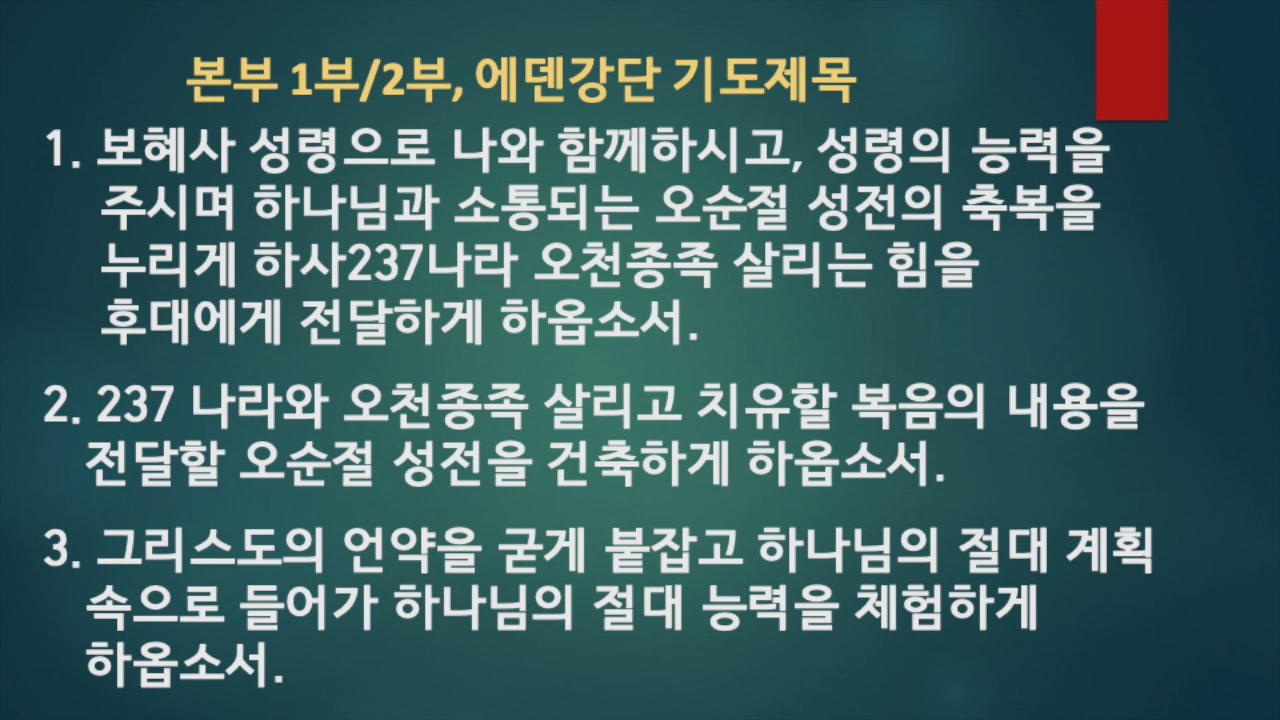 본부 1부/2부, 에덴강단 기도제목
1. 보혜사 성령으로 나와 함께하시고, 성령의 능력을
주시며 하나님과 소통되는 오순절 성전의 축복을
누리게 하사237나라 오천종족 살리는 힘을
후대에게 전달하게 하옵소서.
2. 237 나라와 오천종족 살리고 치유할 복음의 내용을
전달할 오순절 성전을 건축하게 하옵소서.
3. 그리스도의 언약을 굳게 붙잡고 하나님의 절대 계획
속으로 들어가 하나님의 절대 능력을 체험하게
하옵소서.